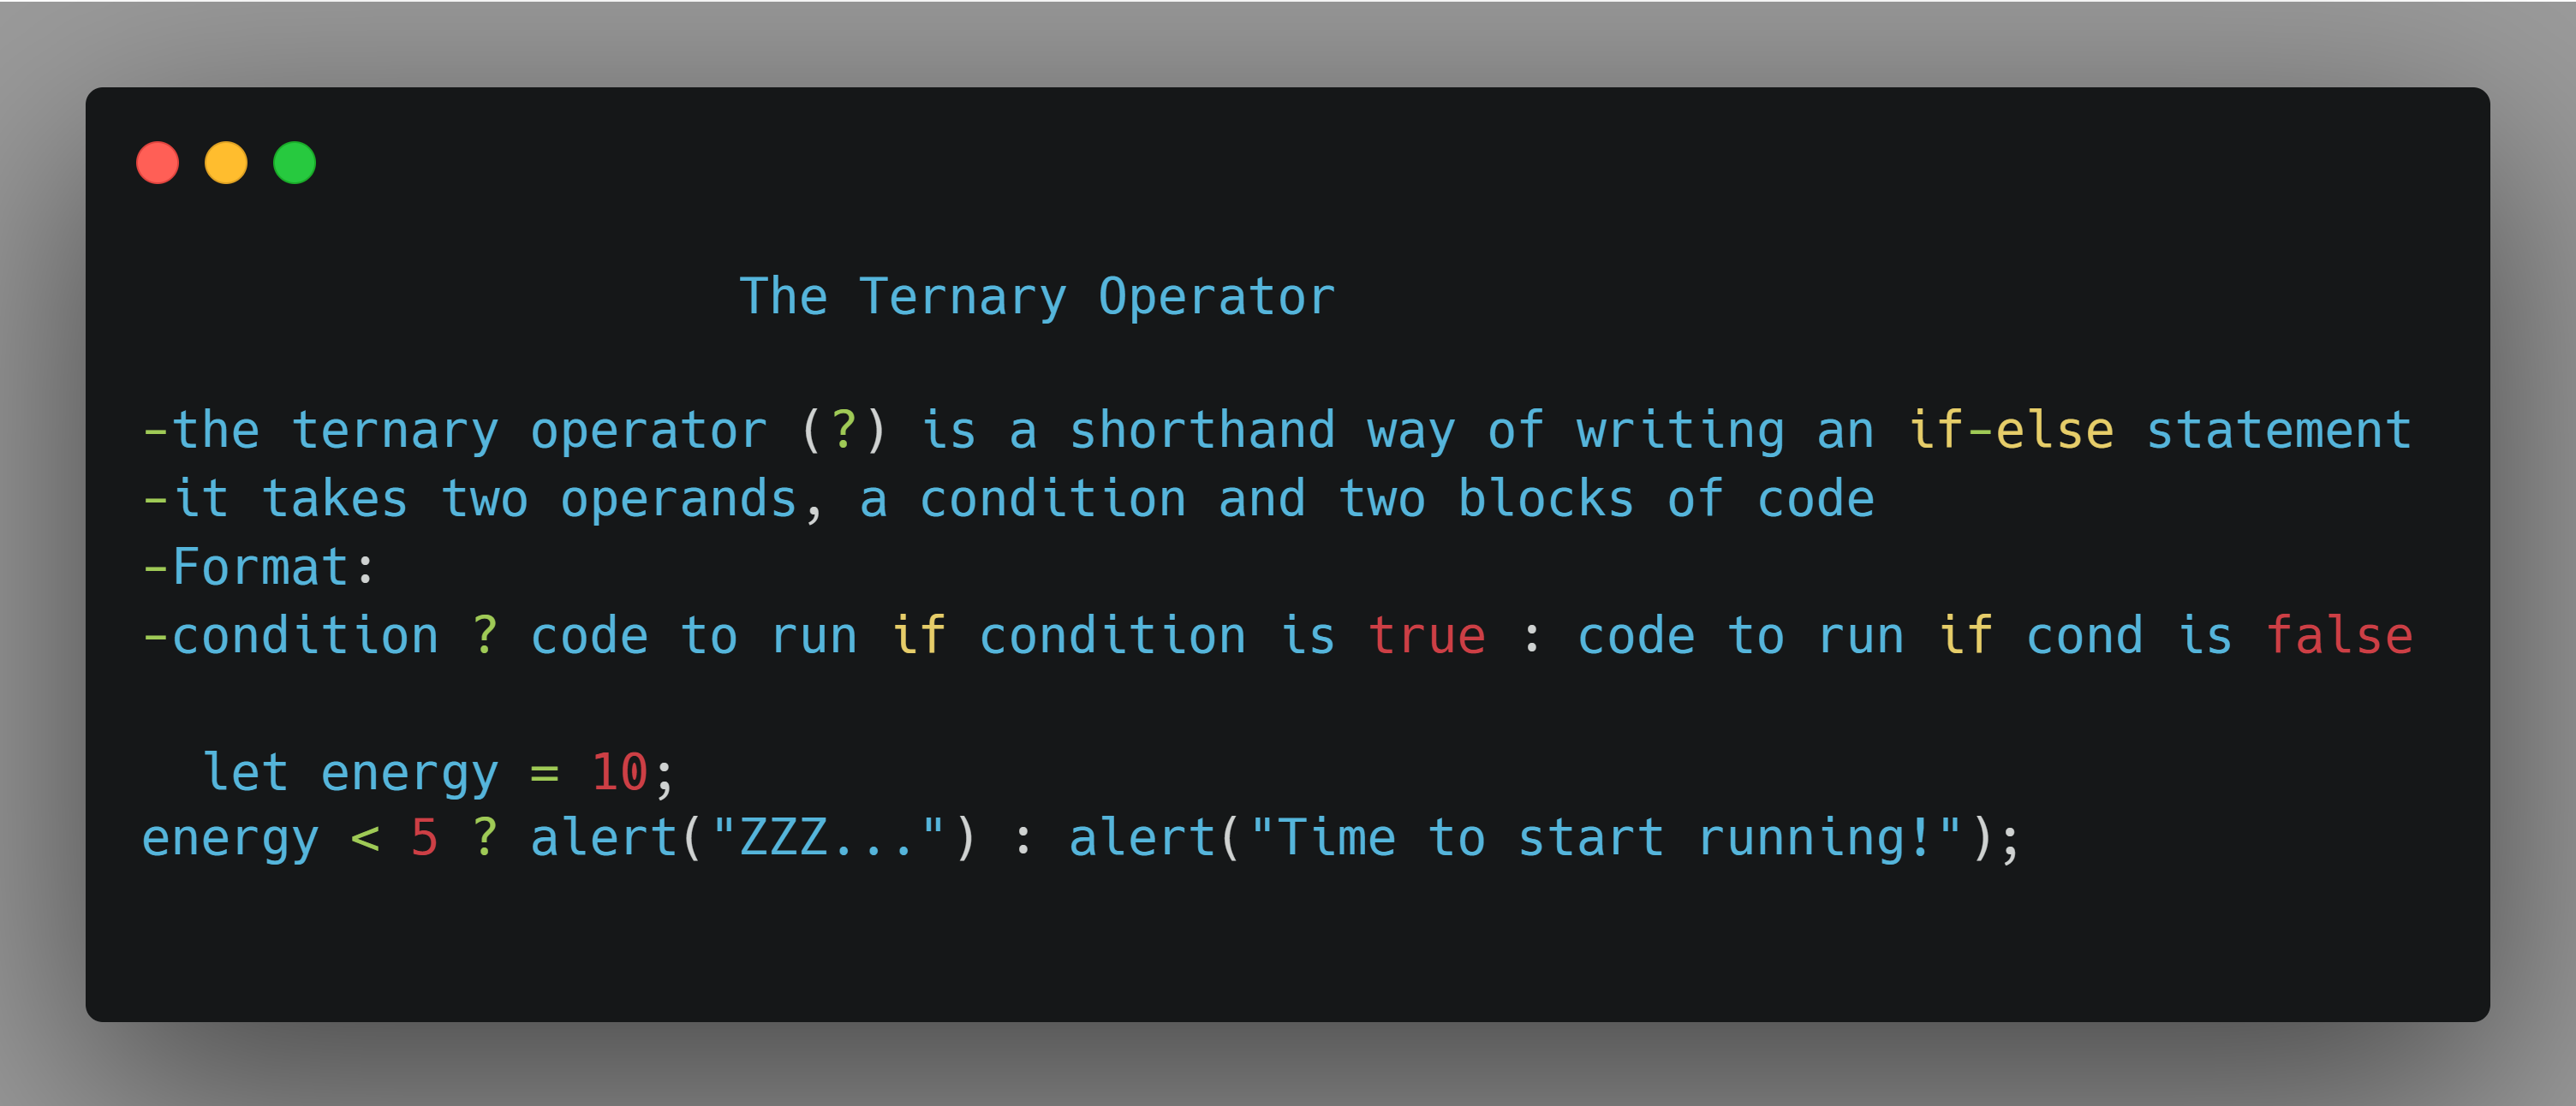 The Ternary Operator
-the ternary operator (?) is a shorthand way of writing an if-else statement
-it takes two operands, a condition and two blocks of code
-Format:
-condition ? code to run if condition is true : code to run if cond is false
let energy = 10;
energy < 5 ? alert("ZZZ...") : alert("Time to start running!");